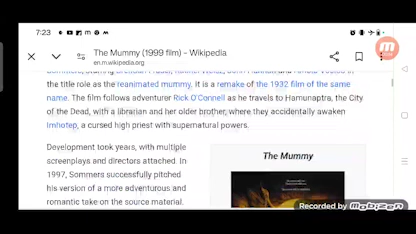 7:23
The Mummy (1999 film) - Wikipedia
en.m.wikipedia.org
the title role as the reanimated mummy. It is a remake of the 1932 film of the same
name. The film follows adventurer Rick O'Connell as he travels to Hamunaptra, the City
of the Dead, with a librarian and her older brother, where they accidentally awaken
Imhotep, a cursed high priest with supernatural powers.
Development took years, with multiple
screenplays and directors attached. In
1997, Sommers successfully pitched
his version of a more adventurous and
romantic take on the source material.
The Mummy
Recorded by Mobizen